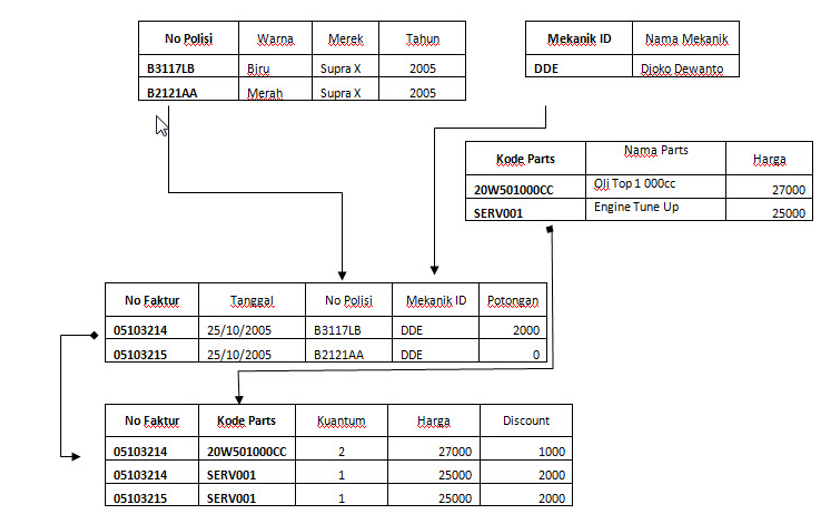 No Polisi Warna Merek Tahun
B3117LB Biru Supra X 2005
B2121AA Merah Supra X 2005
Mekanik ID Nama Mekanik
DDE Djoko Dewanto
Kode Parts Nama Parts Harga
20W501000CC Oli Top 1 000cc 27000
SERV001 Engine Tune Up 25000
No Faktur Tanggal No Polisi Mekanik ID Potongan
05103214 25/10/2005 B3117LB DDE 2000
05103215 25/10/2005 B2121AA DDE 0
No Faktur Kode Parts Kuantum Harga Discount
05103214 20W501000CC 2 27000 1000
05103214 SERV001 1 25000 2000
05103215 SERV001 1 25000 2000